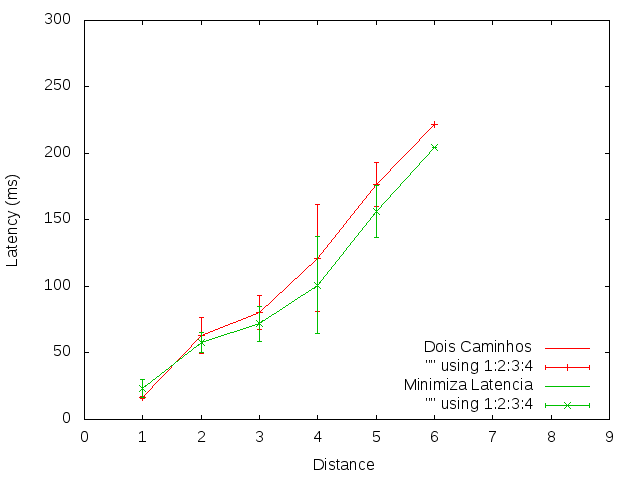 300
250
200
150
100
50
0
Latency (ms)
Dois Caminhos
"" using 1:2:3:4
Minimiza Latencia
"" using 1:2:3:4
0 1 2 3 4 5 6 7 8 9
Distance